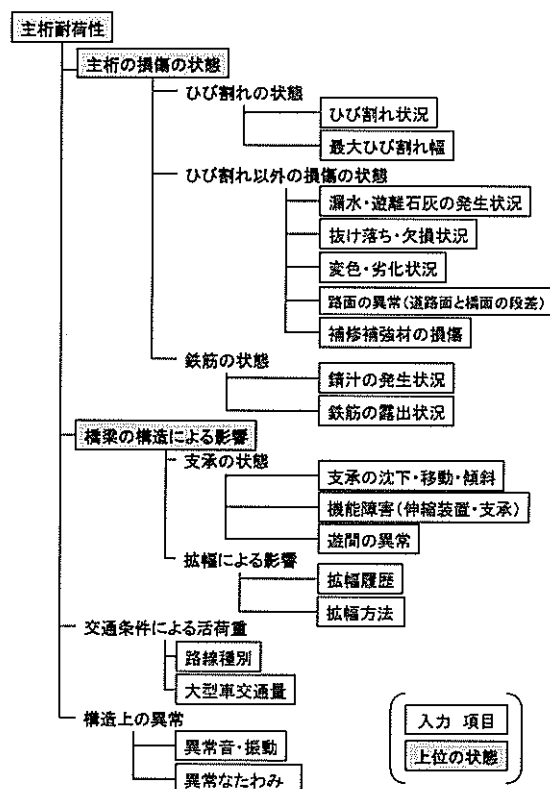 主桁耐荷性
主桁の損傷の状態
ひび割れの状態
ひび割れ状況
最大ひび割れ幅
ひび割れ以外の損傷の状態
漏水・遊離石灰の発生状況
抜け落ち・欠損状況
変色・劣化状況
路面の異常(道路面と橋面の段差)
補修補強材の損傷
鉄筋の状態
錆汁の発生状況
鉄筋の露出状況
橋梁の構造による影響
支承の状態
支承の沈下・移動・傾斜
機能障害(伸縮装置・支承)
遊間の異常
拡幅による影響
拡幅履歴
拡幅方法
交通条件による活荷重
路線種別
大型車交通量
構造上の異常
異常音・振動
異常なたわみ
入力 項目
上位の状態